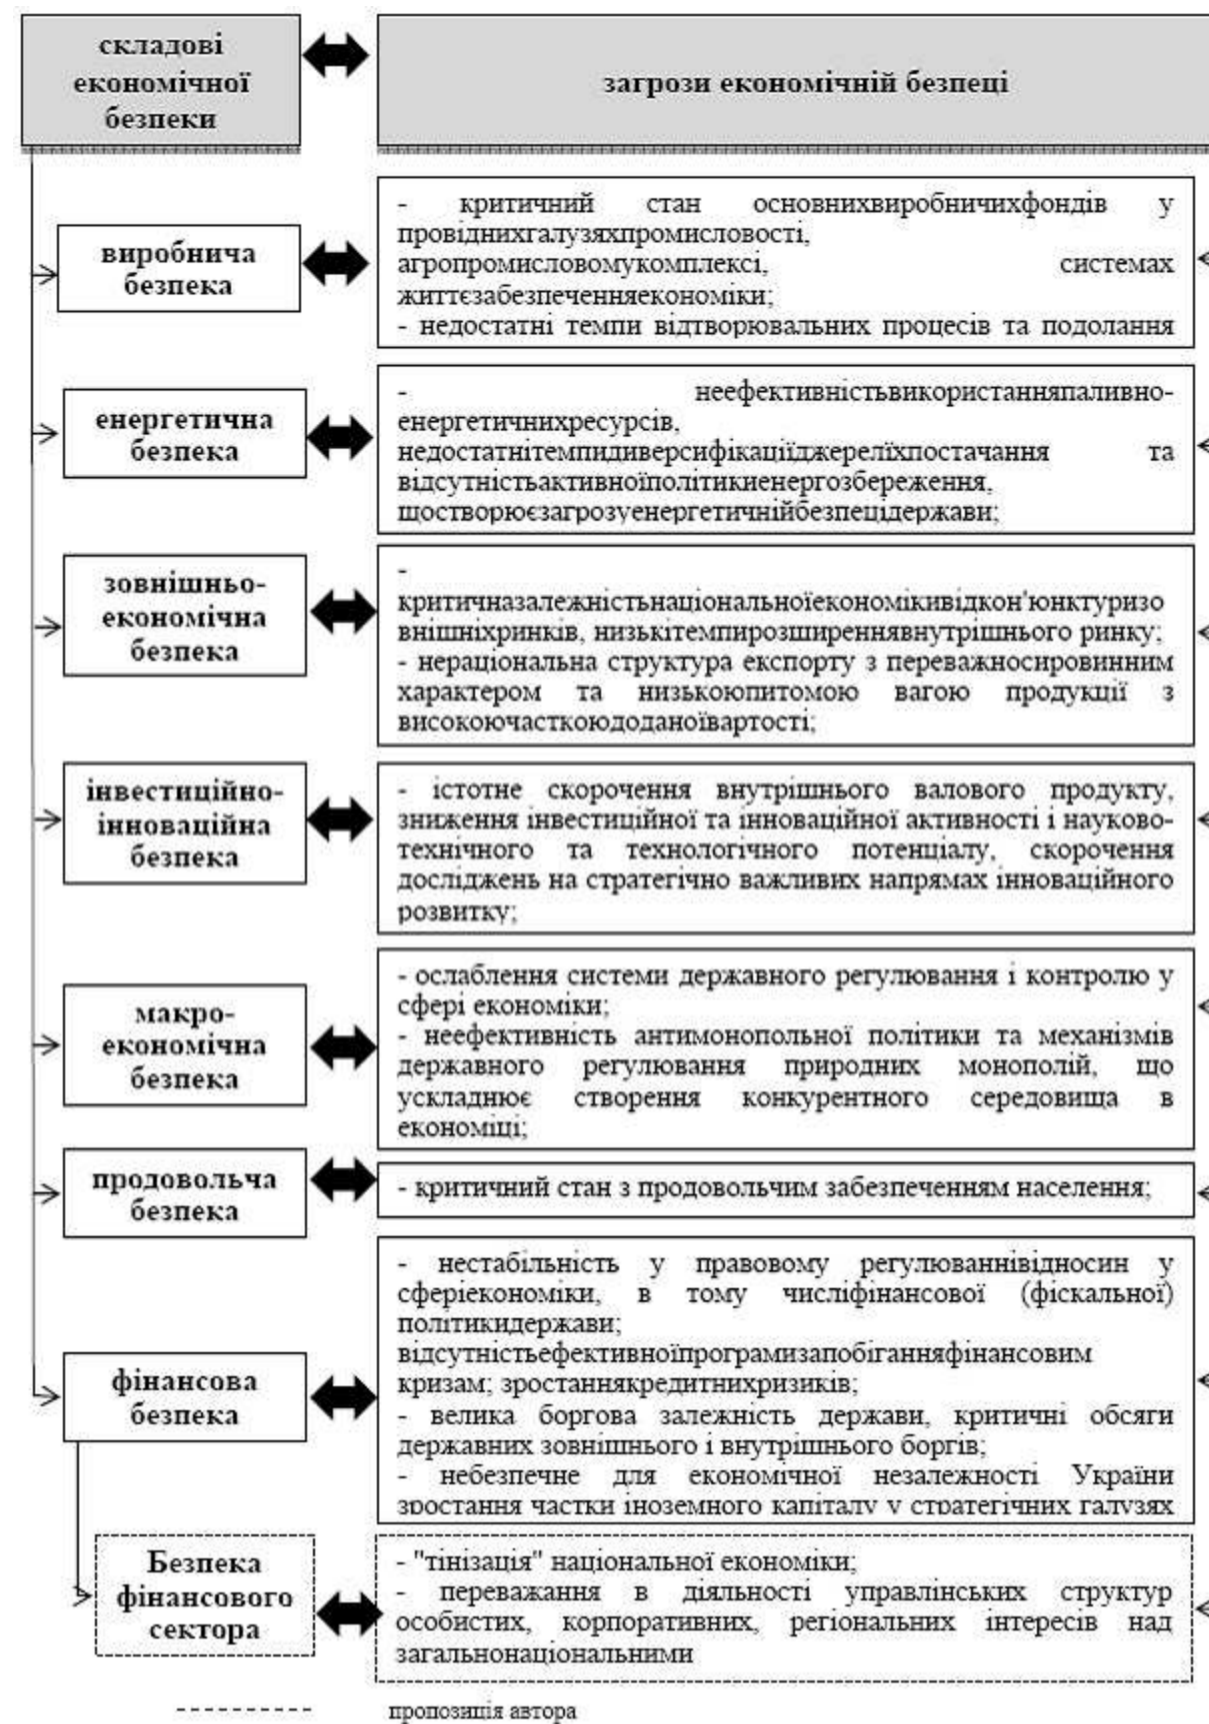 складові
економічної
безпеки
загрози економічній безпеці
виробнича
безпека
- критичний стан основнихвиробничихфондів у
провіднихгалузяхпромисловості,
агропромисловомукомплексі, системах
життєзабезпеченняекономіки;
- недостатні темпи відтворювальних процесів та подолання
енергетична
безпека
- неефективністьвикористанняпаливно-
енергетичнихресурсів,
недостатнітемпидиверсифікаціїджерелїхпостачання та
відсутністьактивноїполітикиенергозбереження,
щостворюєзагрозуенергетичнійбезпецідержави;
зовнішньо-
економічна
безпека
-
критичназалежністьнаціональноїекономікивідкон'юнктуризо
внішніхринків, низькітемпирозширеннявнутрішнього ринку;
- нераціональна структура експорту з переважносировинним
характером та низькоюпитомою вагою продукції з
високоючасткоюдоданоївартості;
інвестиційно-
інноваційна
безпека
- істотне скорочення внутрішнього валового продукту,
зниження інвестиційної та інноваційної активності і науково-
технічного та технологічного потенціалу, скорочення
досліджень на стратегічно важливих напрямах інноваційного
розвитку;
макро-
економічна
безпека
- ослаблення системи державного регулювання і контролю у
сфері економіки;
- неефективність антимонопольної політики та механізмів
державного регулювання природних монополій, що
ускладнює створення конкурентного середовища в
економіці;
продовольча
безпека
- критичний стан з продовольчим забезпеченням населення;
фінансова
безпека
- нестабільність у правовому регулюваннівідносин у
сферіекономіки, в тому числіфінансової (фіскальної)
політикидержави;
відсутністьефективноїпрограмизапобіганняфінансовим
кризам; зростаннякредитнихризиків;
- велика боргова залежність держави, критичні обсяги
державних зовнішнього і внутрішнього боргів;
- небезпечне для економічної незалежності України
зростання частки іноземного капіталу у стратегічних галузях
Безпека
фінансового
сектора
- "тінізація" національної економіки;
- переважання в діяльності управлінських структур
особистих, корпоративних, регіональних інтересів над
загальнонаціональними
пропозиція автора